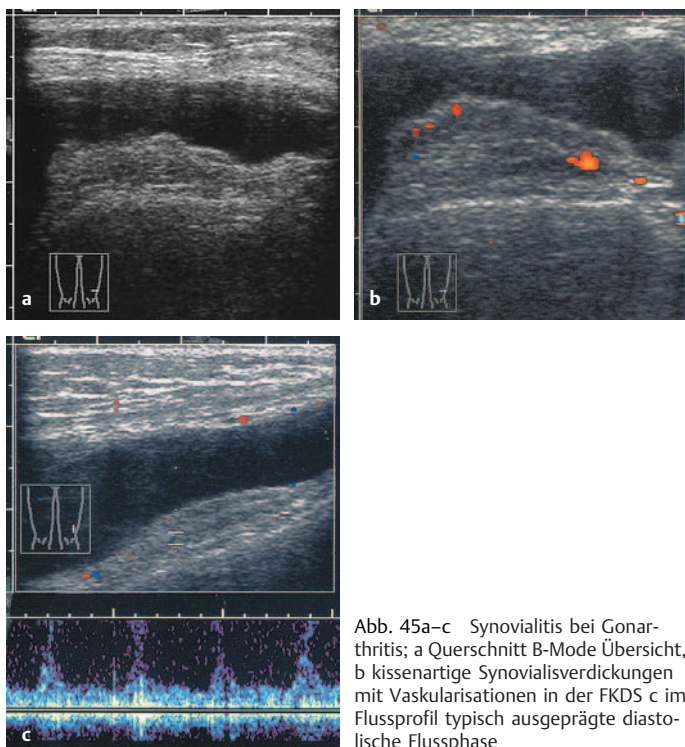 a
b
c
Abb. 45a–c Synovialitis bei Gonar-
thritis; a Querschnitt B-Mode Übersicht,
b kissenartige Synovialisverdickungen
mit Vaskularisationen in der FKDS c im
Flussprofil typisch ausgeprägte diasto-
lische Flussphase